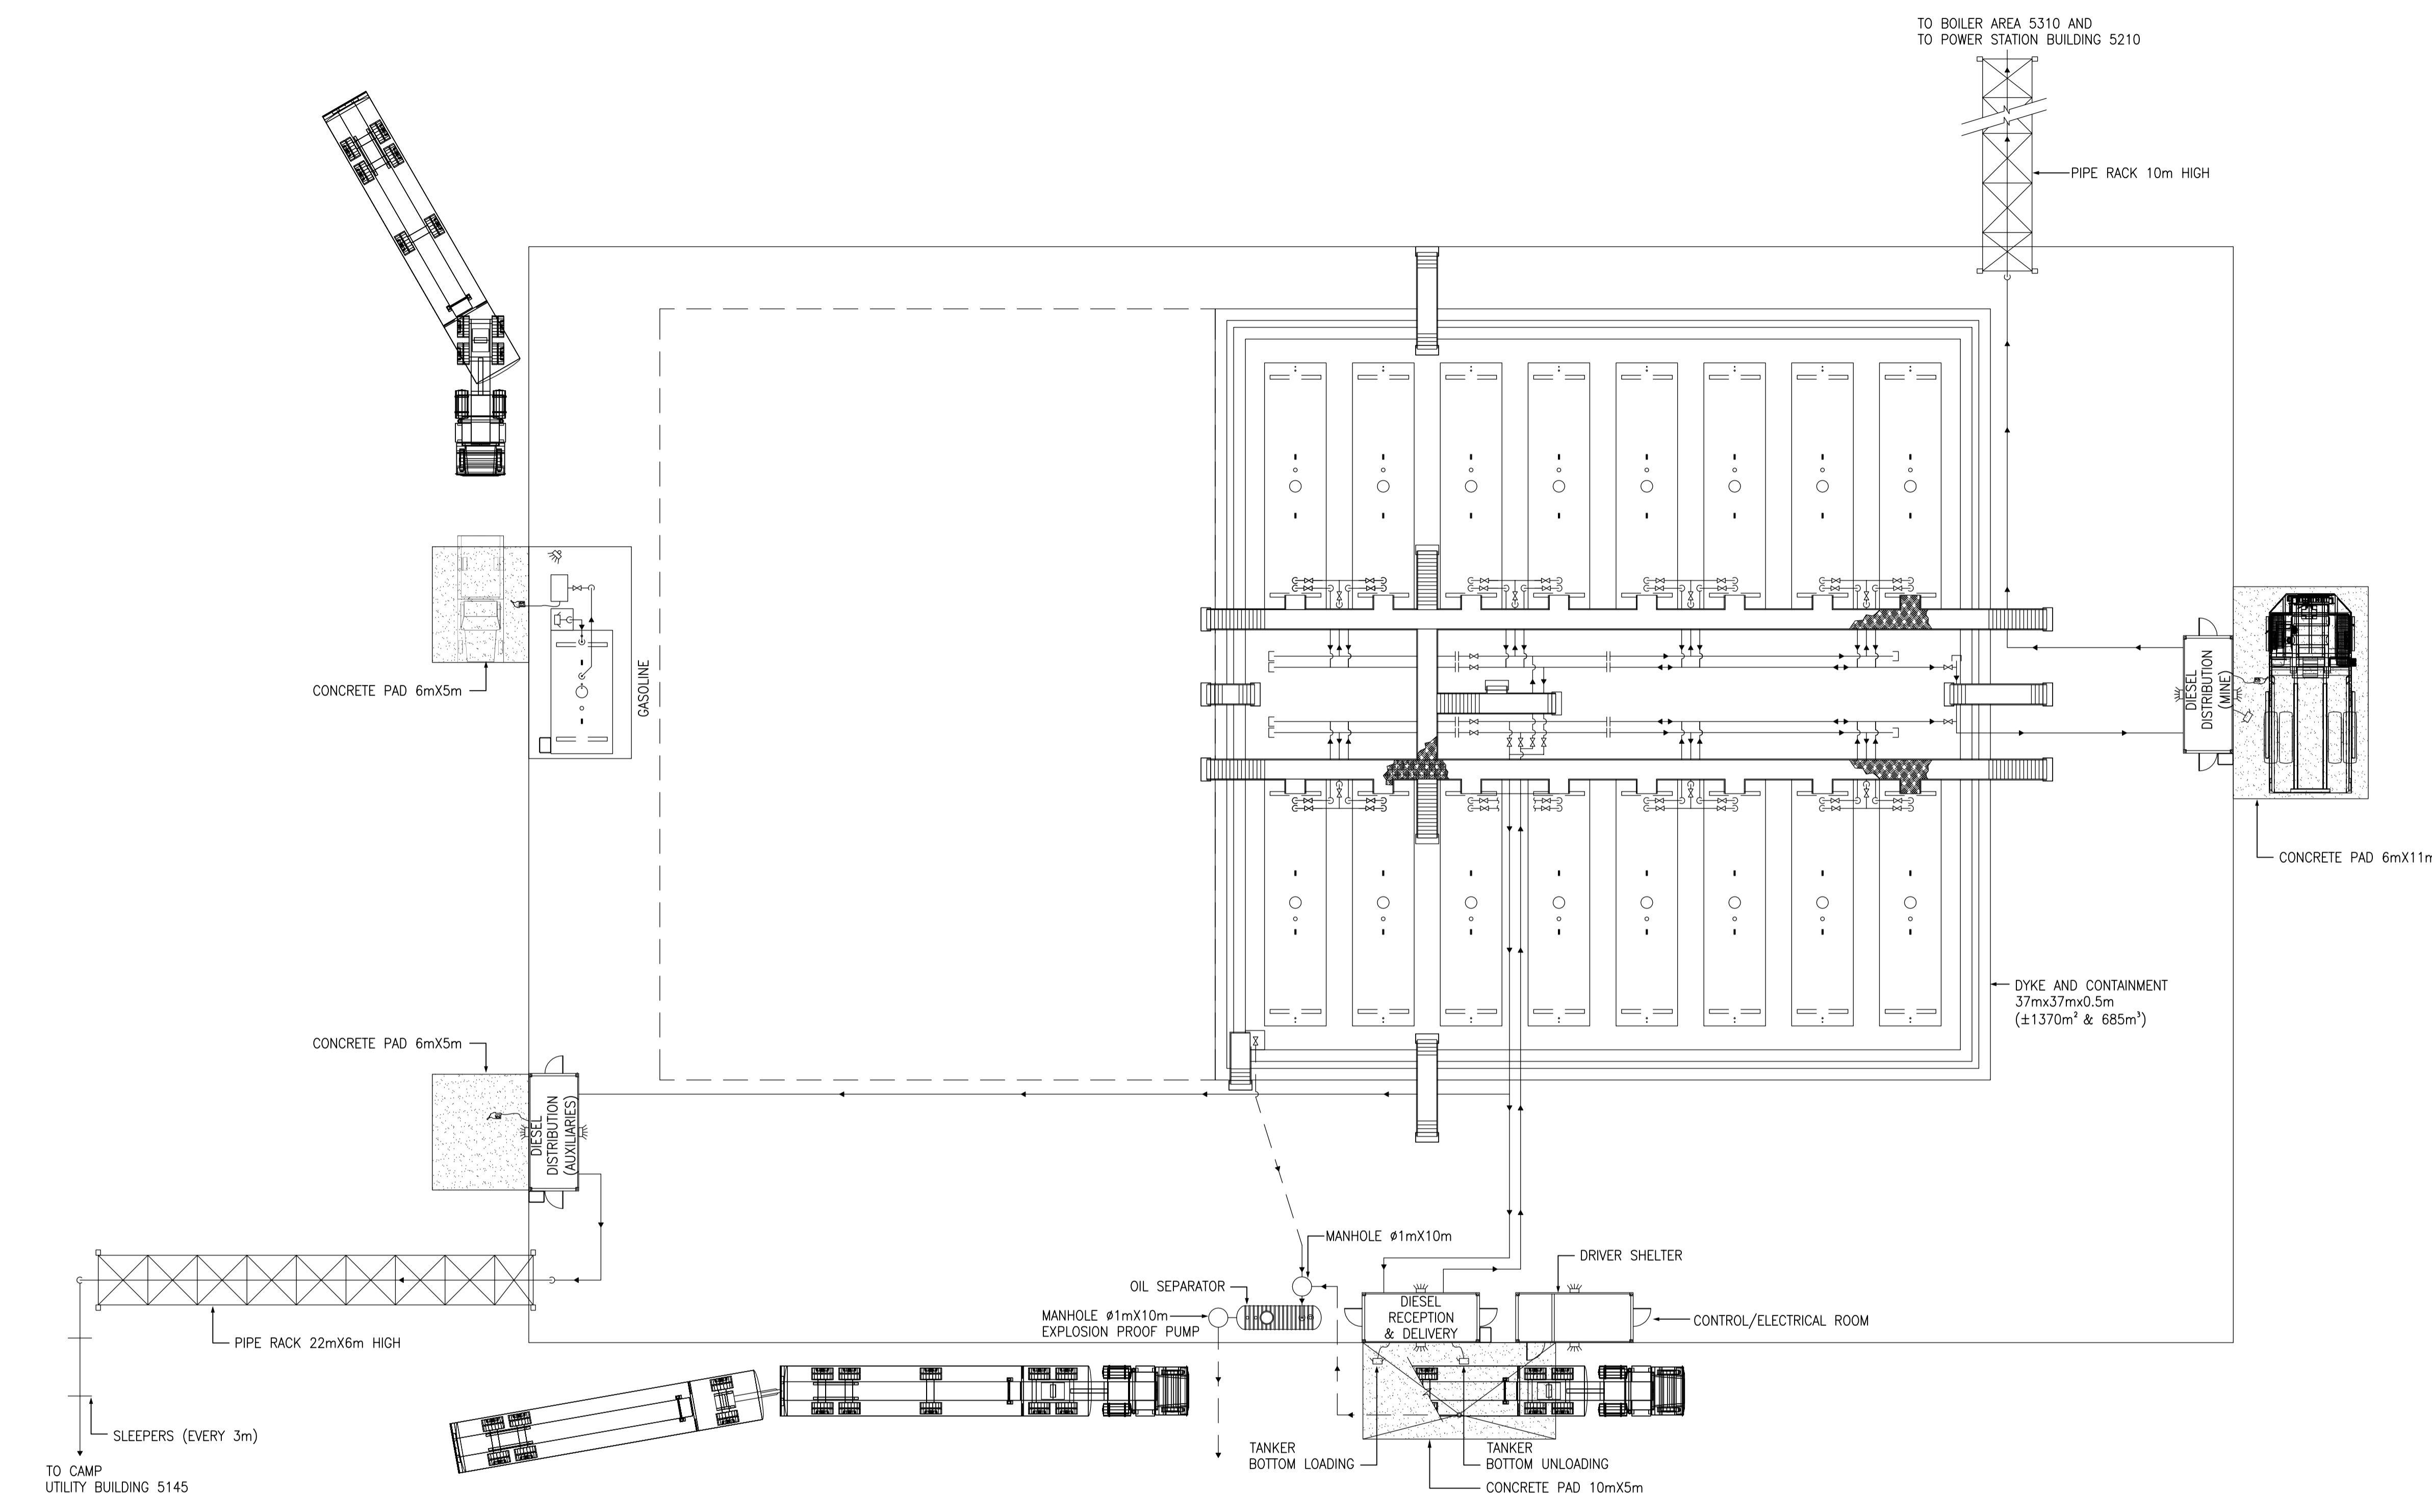 TO BOILER AREA 5310 AND
TO POWER STATION BUILDING 5210
PIPE RACK 10m HIGH
CONCRETE PAD 6mX5m
GASOLINE
DIESEL
DISTRIBUTION
(MINE)
CONCRETE PAD 6mX11m
DYKE AND CONTAINMENT
37mx37mx0.5m
(±1370m² & 685m³)
CONCRETE PAD 6mX5m
DIESEL
DISTRIBUTION
(AUXILIARIES)
MANHOLE ø1mX10m
DRIVER SHELTER
OIL SEPARATOR
MANHOLE ø1mX10m
EXPLOSION PROOF PUMP
DIESEL
RECEPTION
& DELIVERY
CONTROL/ELECTRICAL ROOM
PIPE RACK 22mX6m HIGH
SLEEPERS (EVERY 3m)
TANKER
BOTTOM LOADING
TANKER
BOTTOM UNLOADING
TO CAMP
UTILITY BUILDING 5145
CONCRETE PAD 10mX5m